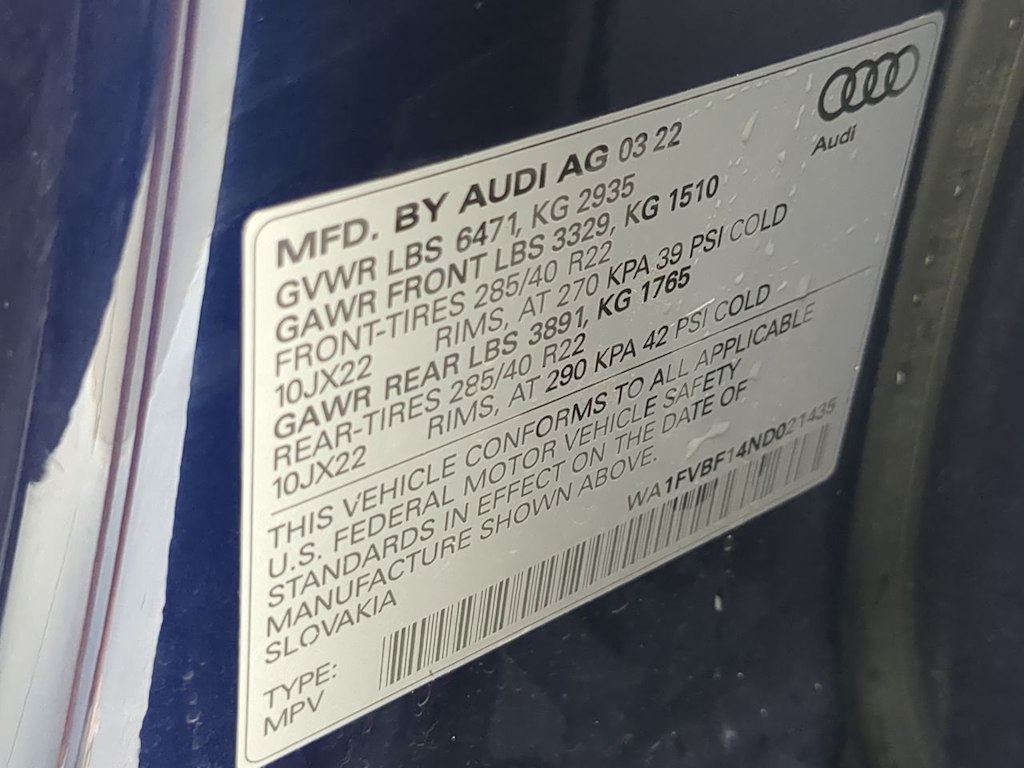 Audi
MFD. BY AUDI AG 03 22
GVWR LBS 6471, KG 2935
GAWR FRONT LBS 3329, KG 1510
FRONT-TIRES 285/40 R22
10JX22 RIMS, AT 270 KPA 39 PSI COLD
GAWR REAR LBS 3891, KG 1765
REAR-TIRES 285/40 R22
10JX22 RIMS, AT 290 KPA 42 PSI COLD
THIS VEHICLE CONFORMS TO ALL APPLICABLE
U.S. FEDERAL MOTOR VEHICLE SAFETY
STANDARDS IN EFFECT ON THE DATE OF
MANUFACTURE SHOWN ABOVE.
SLOVAKIA
WA1FVBF14ND021435
TYPE:
MPV